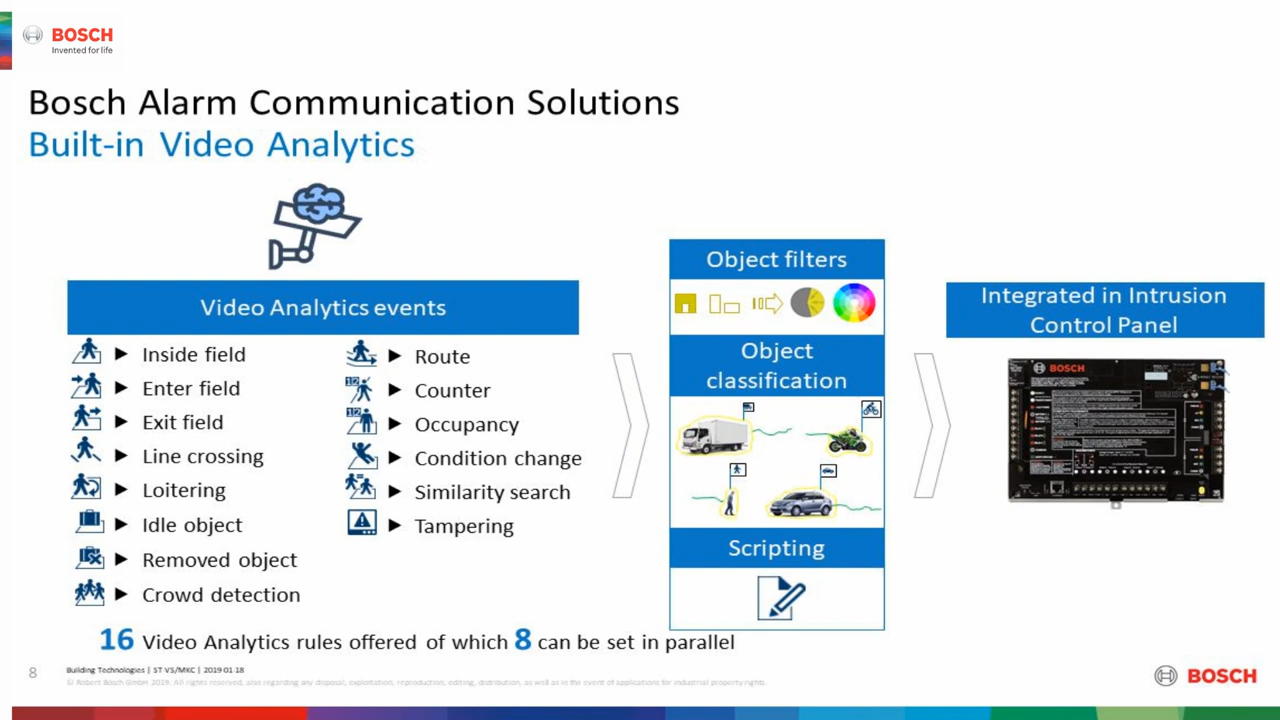 BOSCH
Invented for life
Bosch Alarm Communication Solutions
Built-in Video Analytics
Video Analytics events
► Inside field
► Enter field
► Exit field
► Line crossing
► Loitering
► Idle object
► Removed object
► Crowd detection
► Route
1|2 ► Counter
1|2 ► Occupancy
► Condition change
► Similarity search
► Tampering
16 Video Analytics rules offered of which 8 can be set in parallel
Object filters
Object
classification
Scripting
Integrated in Intrusion
Control Panel
BOSCH
8
Building Technologies | ST VS/MKC | 2019 01-18
© Robert Bosch GmbH 2019. All rights reserved, also regarding any disposal, exploitation, reproduction, editing, distribution, as well as in the event of applications for industrial property rights.
BOSCH